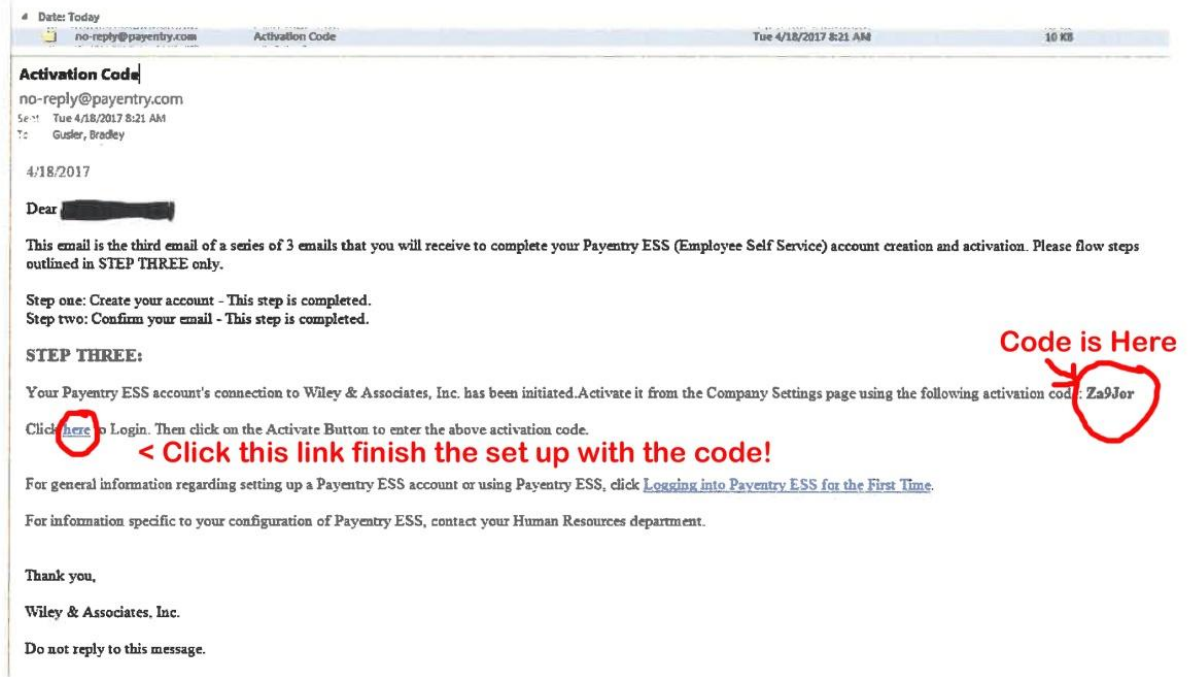 Date: Today
no-reply@payentry.com Activation Code Tue 4/18/2017 8:21 AM 10 KB
Activation Code
no-reply@payentry.com
Sent Tue 4/18/2017 8:21 AM
To Gusler, Bradley
4/18/2017
Dear
This email is the third email of a series of 3 emails that you will receive to complete your Payentry ESS (Employee Self Service) account creation and activation. Please flow steps
outlined in STEP THREE only.
Step one: Create your account - This step is completed.
Step two: Confirm your email - This step is completed.
STEP THREE:
Code is Here
Your Payentry ESS account's connection to Wiley & Associates, Inc. has been initiated.Activate it from the Company Settings page using the following activation code: Za9Jor
Click here to Login. Then click on the Activate Button to enter the above activation code.
< Click this link finish the set up with the code!
For general information regarding setting up a Payentry ESS account or using Payentry ESS, click Logging into Payentry ESS for the First Time.
For information specific to your configuration of Payentry ESS, contact your Human Resources department.
Thank you,
Wiley & Associates, Inc.
Do not reply to this message.